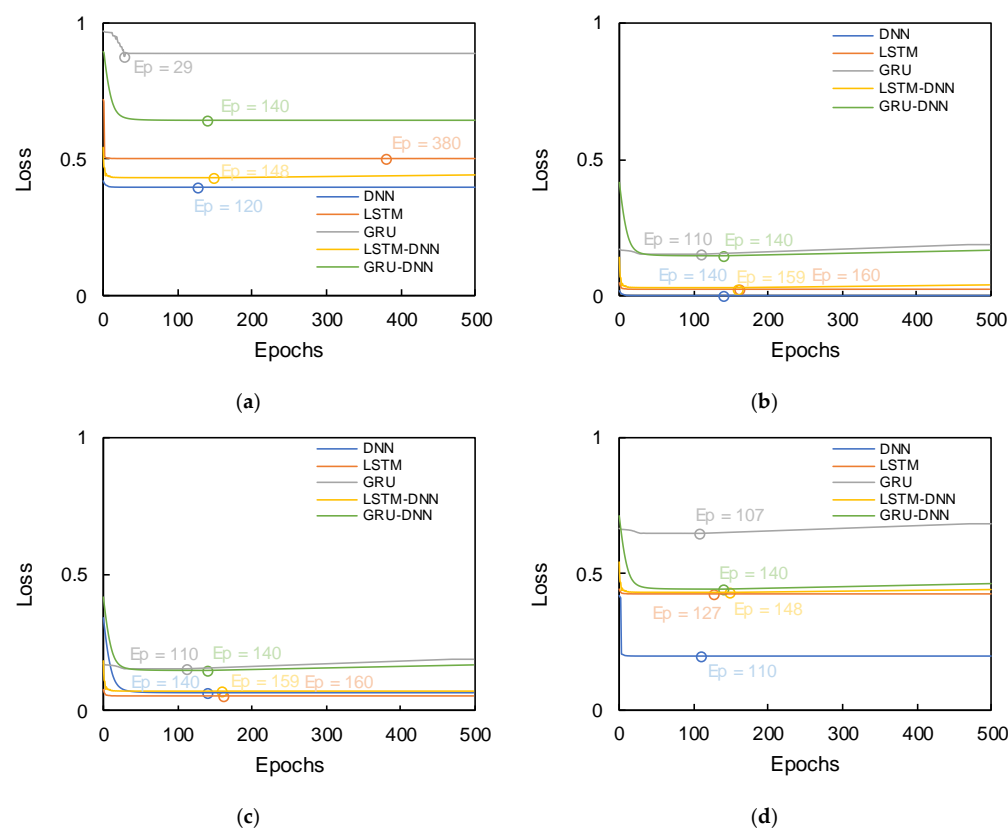 1
Loss
0.5
0
Ep = 29
Ep = 140
Ep = 380
Ep = 148
Ep = 120
DNN
LSTM
GRU
LSTM-DNN
GRU-DNN
0 100 200 300 400 500
Epochs
(a)
1
Loss
0.5
0
DNN
LSTM
GRU
LSTM-DNN
GRU-DNN
Ep = 110 Ep = 140
Ep = 140 Ep = 159 Ep = 160
0 100 200 300 400 500
Epochs
(b)
1
Loss
0.5
0
DNN
LSTM
GRU
LSTM-DNN
GRU-DNN
Ep = 110 Ep = 140
Ep = 140 Ep = 159 Ep = 160
0 100 200 300 400 500
Epochs
(c)
1
Loss
0.5
0
DNN
LSTM
GRU
LSTM-DNN
GRU-DNN
Ep = 107
Ep = 140
Ep = 127 Ep = 148
Ep = 110
0 100 200 300 400 500
Epochs
(d)